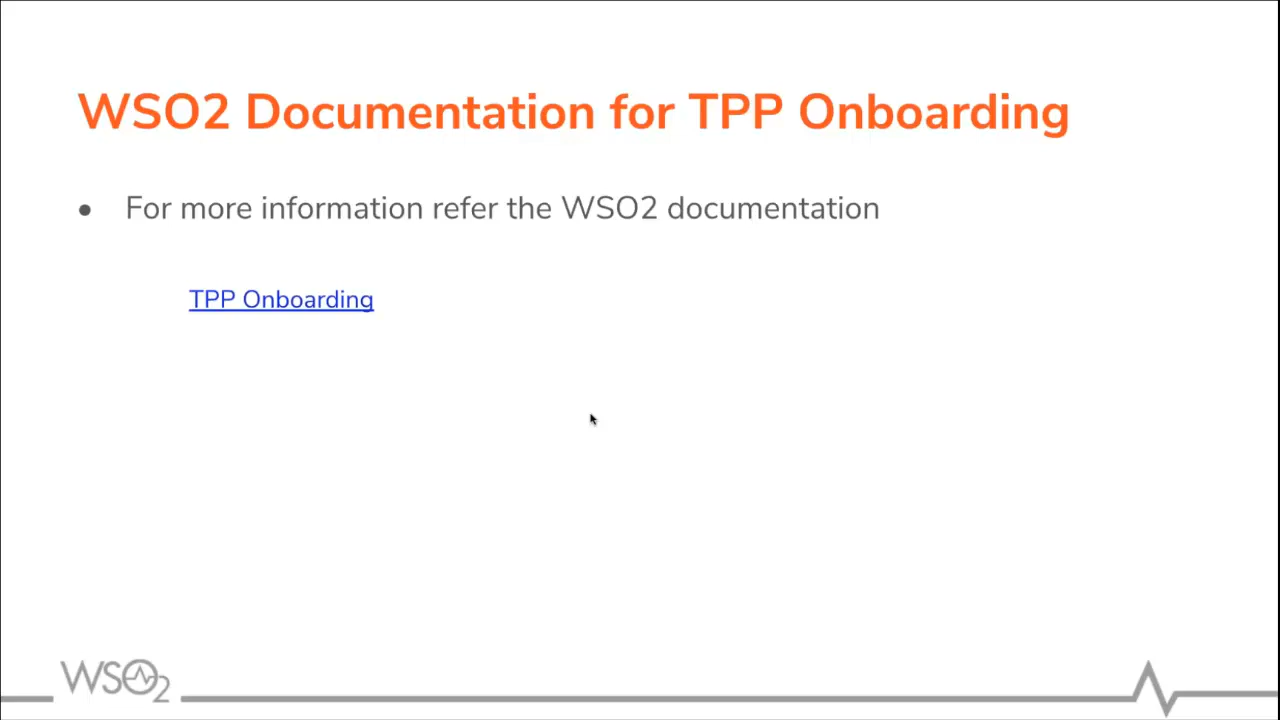 WSO2 Documentation for TPP Onboarding
● For more information refer the WSO2 documentation
TPP Onboarding
WSO2